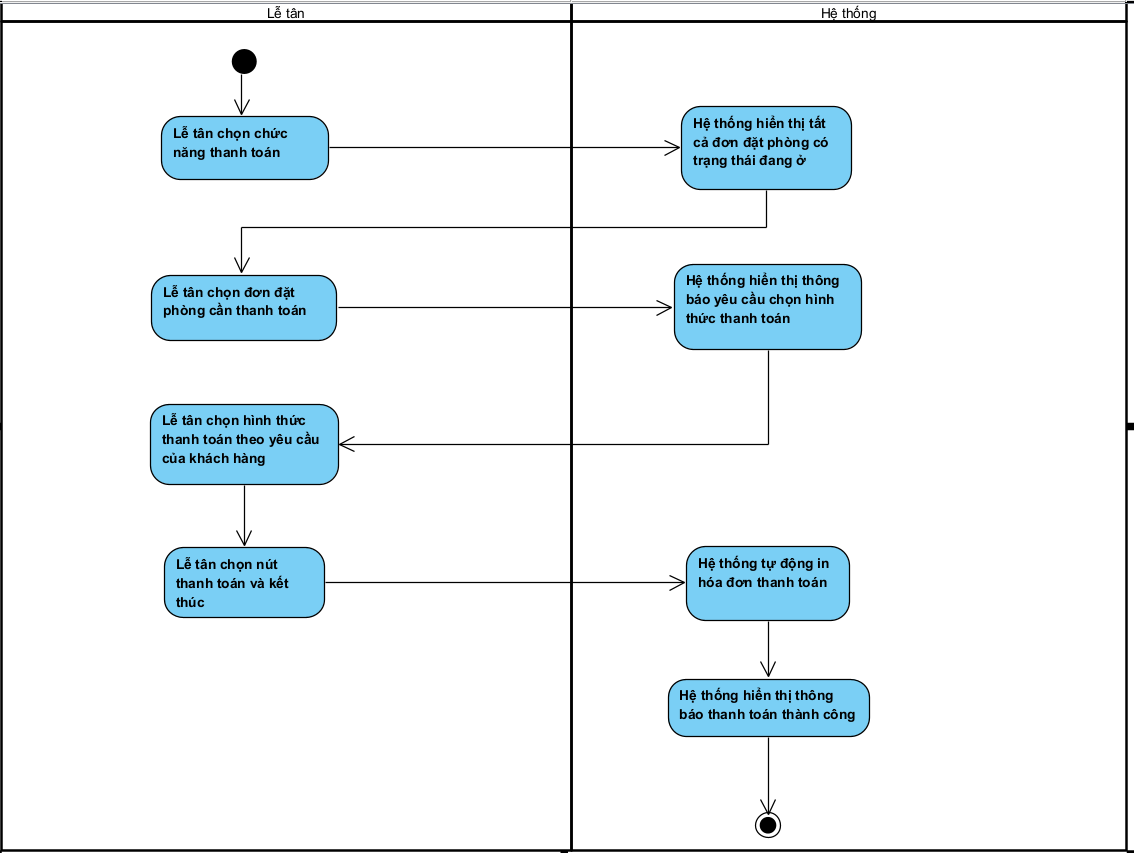 Lễ tân
Hệ thống
Lễ tân chọn chức
năng thanh toán
Hệ thống hiển thị tất
cả đơn đặt phòng có
trạng thái đang ở
Lễ tân chọn đơn đặt
phòng cần thanh toán
Hệ thống hiển thị thông
báo yêu cầu chọn hình
thức thanh toán
Lễ tân chọn hình thức
thanh toán theo yêu cầu
của khách hàng
Lễ tân chọn nút
thanh toán và kết
thúc
Hệ thống tự động in
hóa đơn thanh toán
Hệ thống hiển thị thông
báo thanh toán thành công